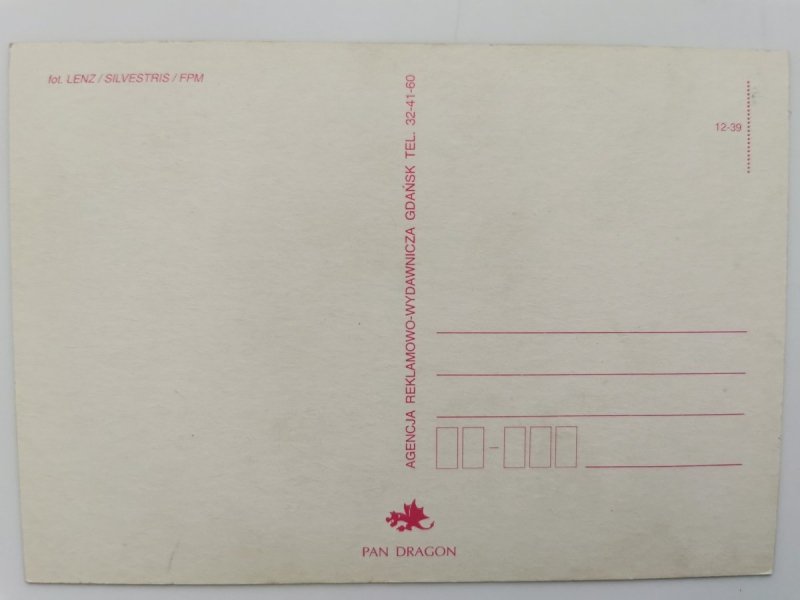 fot. LENZ / SILVESTRIS / FPM
AGENCJA REKLAMOWO-WYDAWNICZA GDAŃSK TEL. 32-41-60
12-39
PAN DRAGON